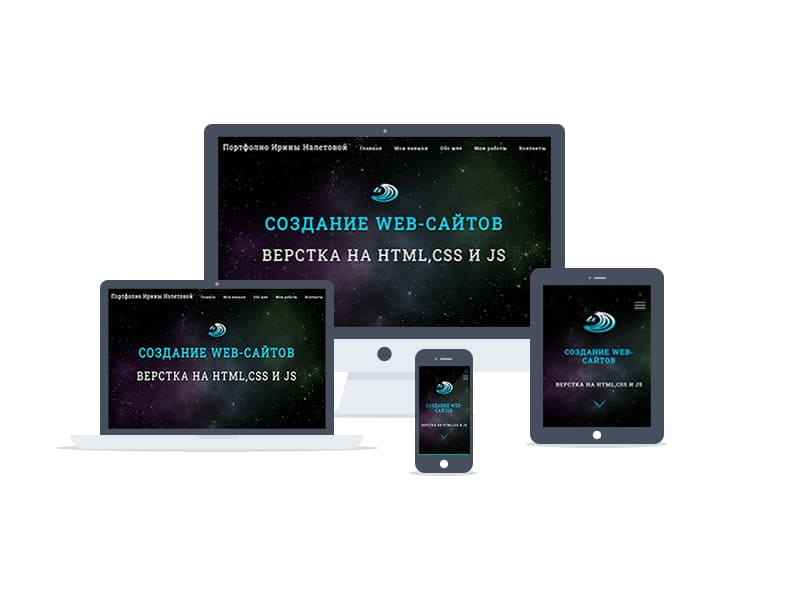 Портфолио Ирины Налетовой Главная Мои навыки Обо мне Мои работы Контакты
СОЗДАНИЕ WEB-САЙТОВ
ВЕРСТКА НА HTML,CSS И JS
Портфолио Ирины Налетовой Главная Мои навыки Обо мне Мои работы Контакты
СОЗДАНИЕ WEB-САЙТОВ
ВЕРСТКА НА HTML,CSS И JS
СОЗДАНИЕ WEB-
САЙТОВ
ВЕРСТКА НА HTML,CSS И JS
СОЗДАНИЕ WEB-
САЙТОВ
ВЕРСТКА НА HTML,CSS И JS